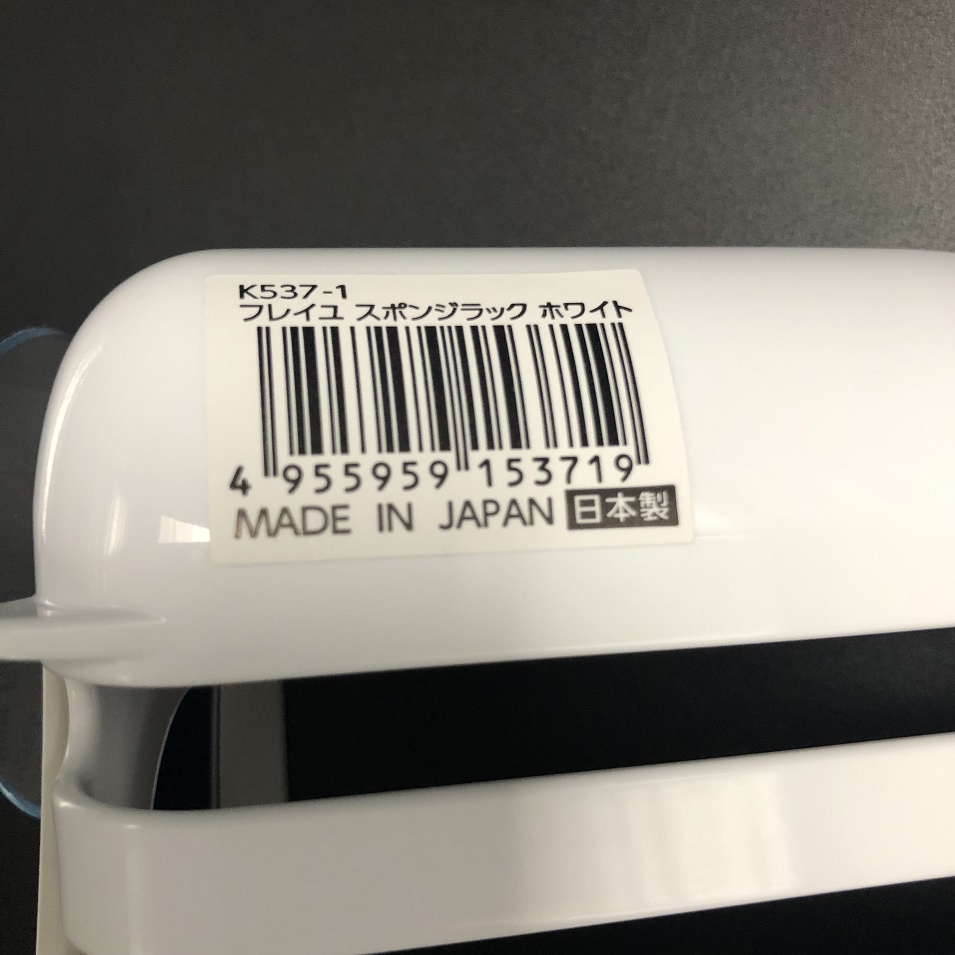 K537-1
フレイユ スポンジラック ホワイト
4 955959 153719
MADE IN JAPAN 日本製